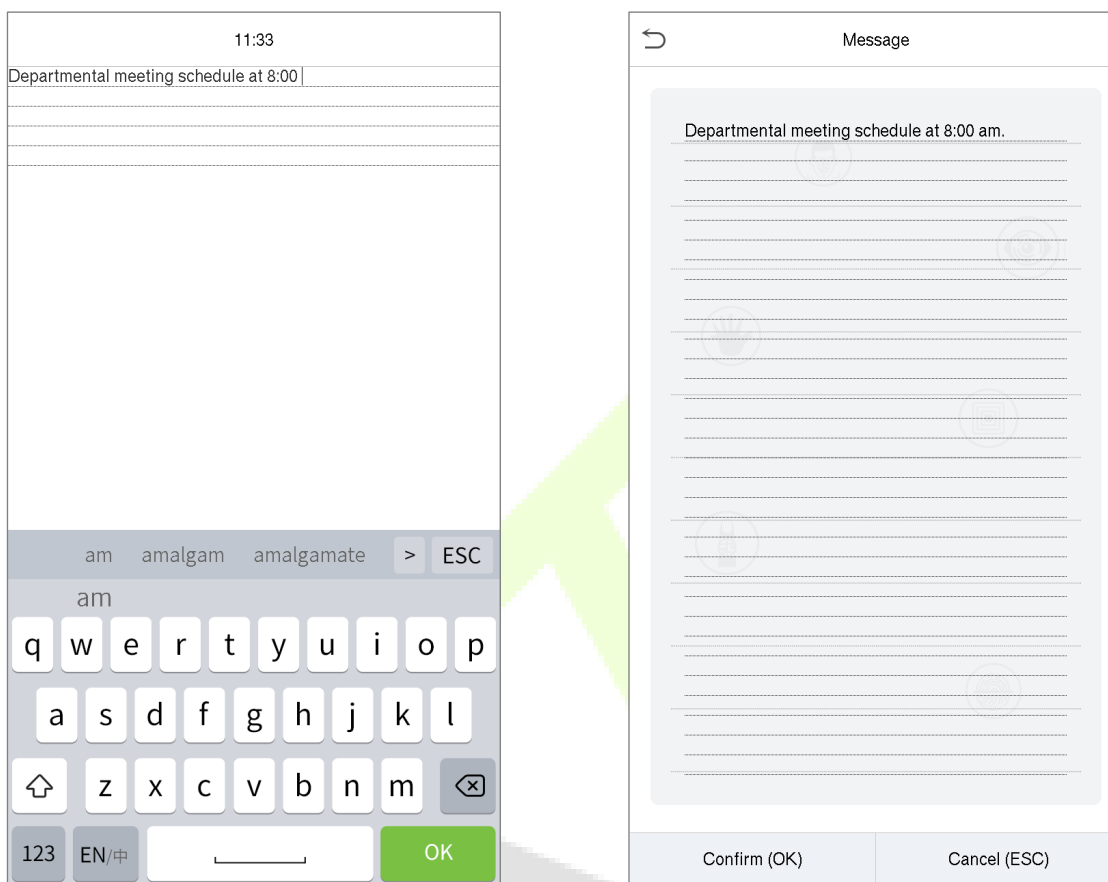 11:33
Departmental meeting schedule at 8:00
am amalgam amalgamate > ESC
am
q w e r t y u i o p
a s d f g h j k l
z x c v b n m
123 EN/中 OK
Message
Departmental meeting schedule at 8:00 am.
Confirm (OK) Cancel (ESC)